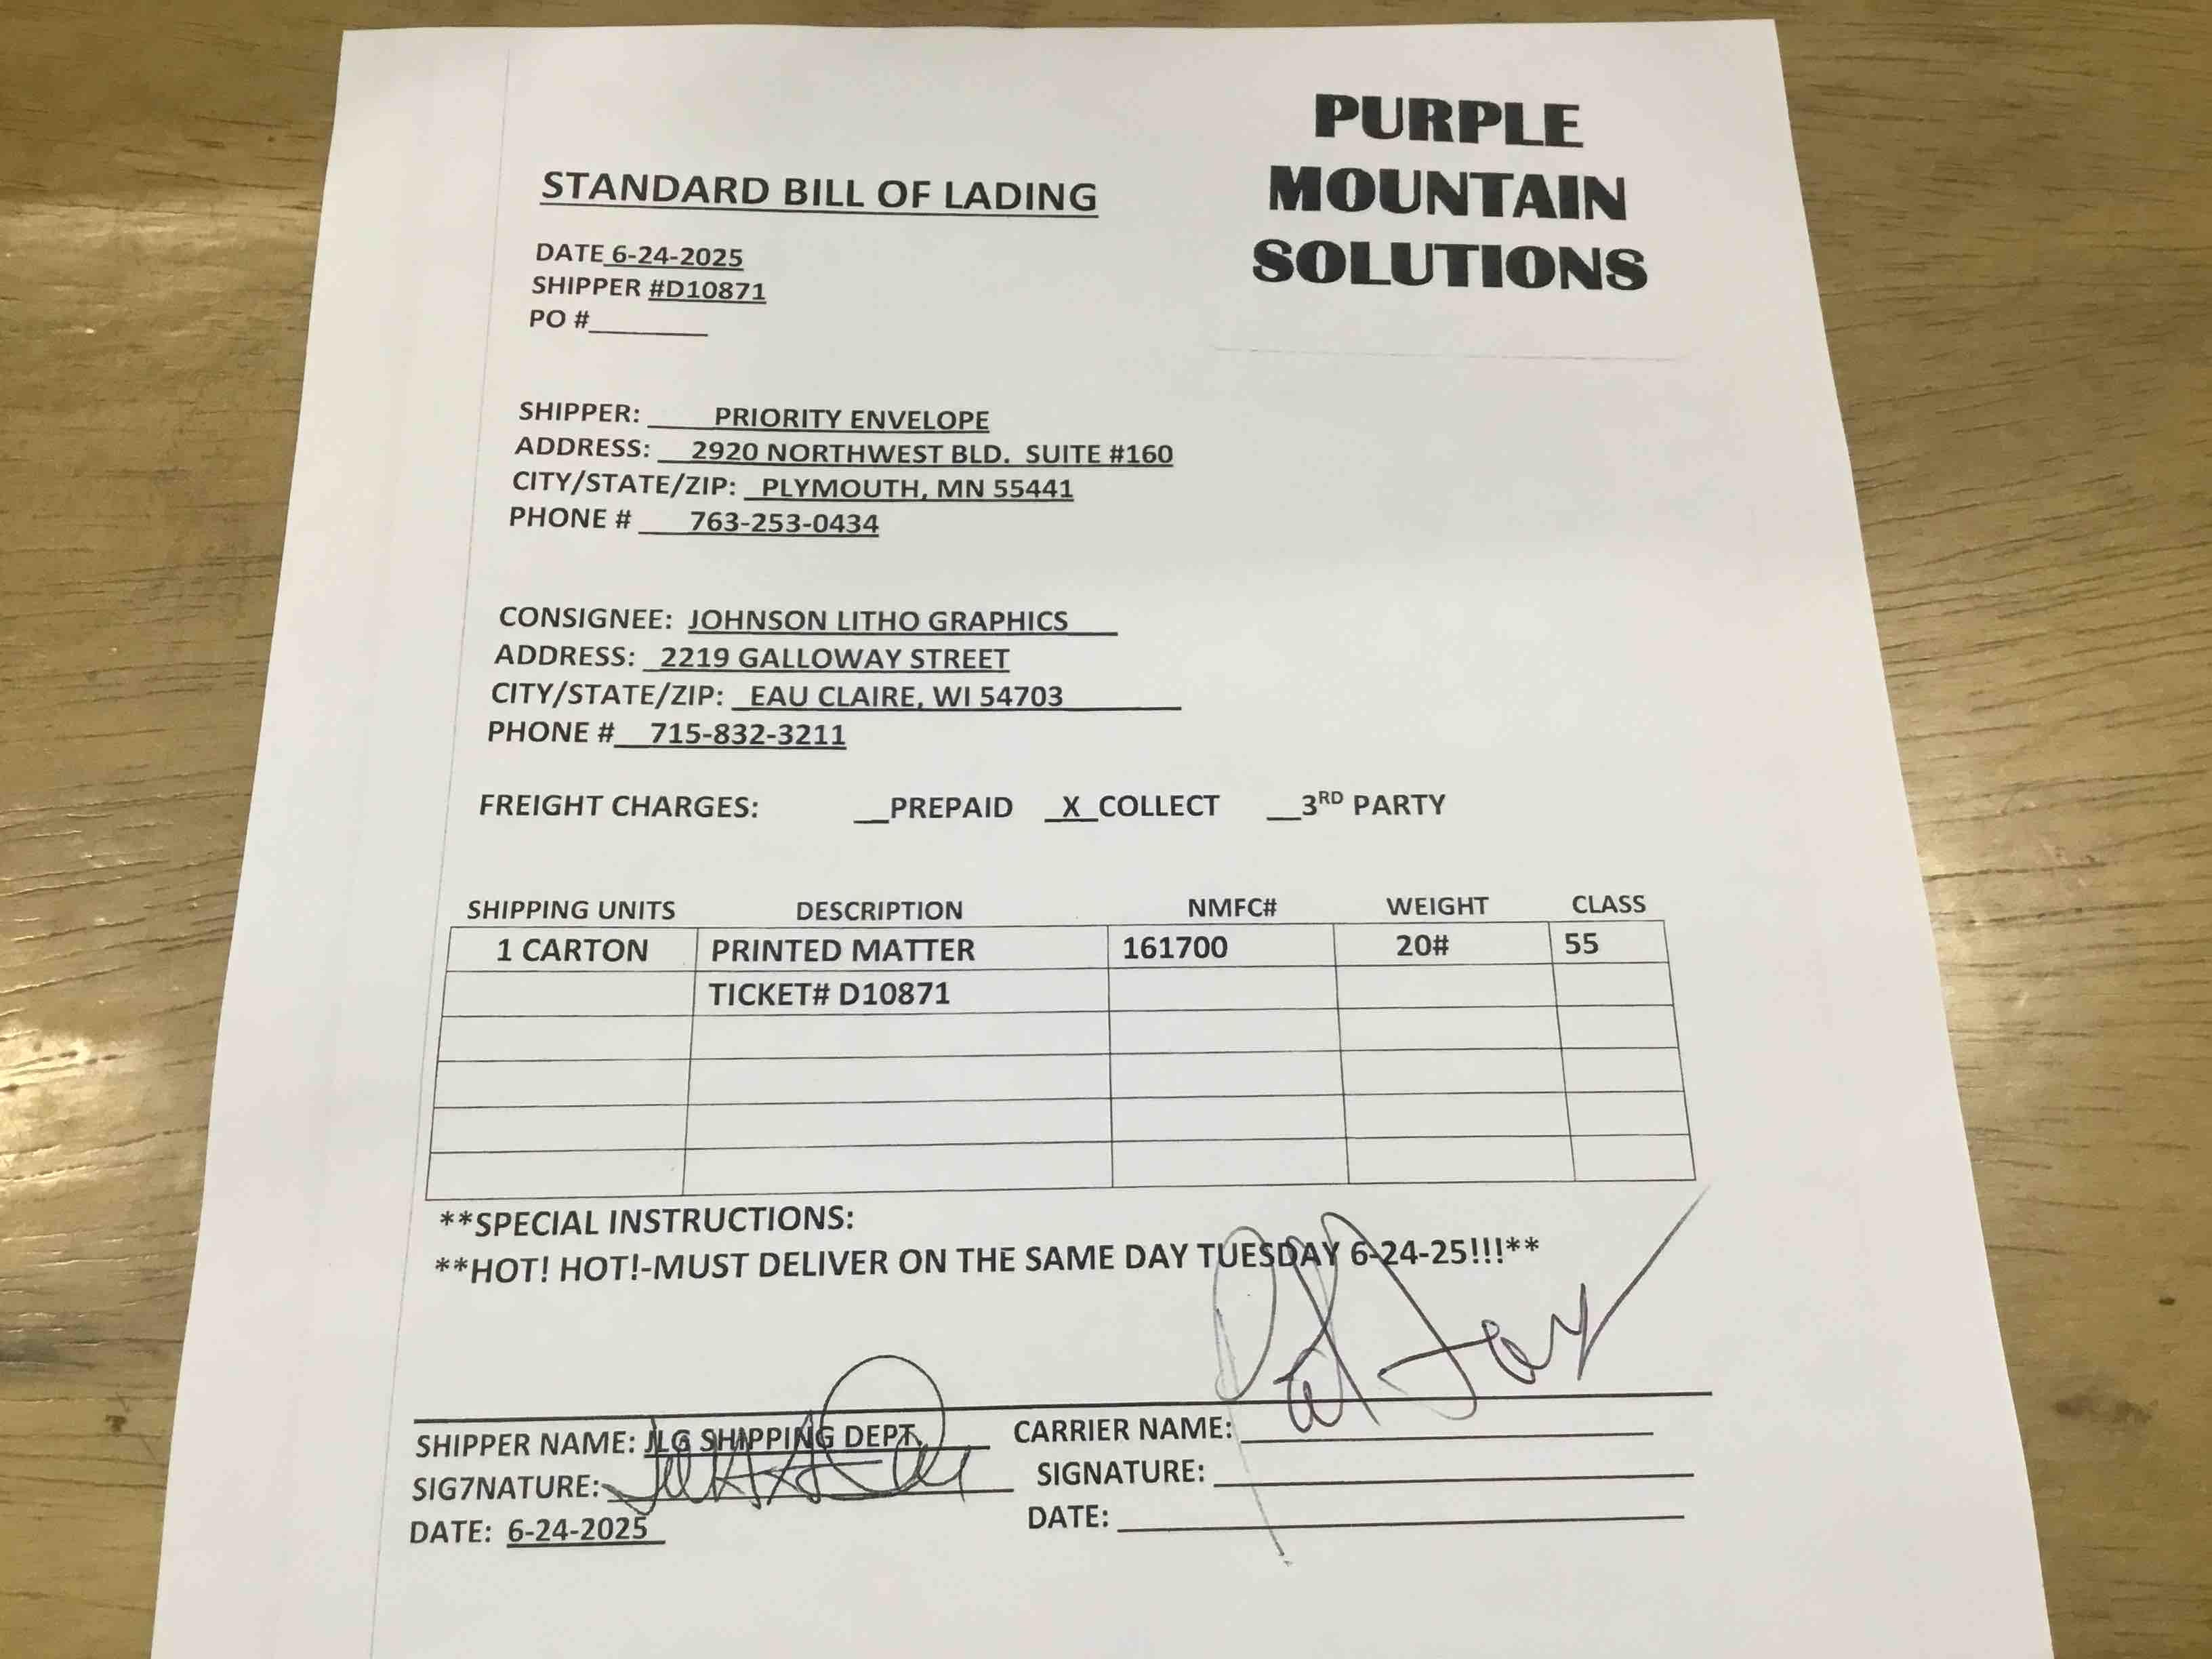 PURPLE
MOUNTAIN
SOLUTIONS
STANDARD BILL OF LADING
DATE 6-24-2025
SHIPPER #D10871
PO #
SHIPPER: PRIORITY ENVELOPE
ADDRESS: 2920 NORTHWEST BLD. SUITE #160
CITY/STATE/ZIP: PLYMOUTH, MN 55441
PHONE # 763-253-0434
CONSIGNEE: JOHNSON LITHO GRAPHICS
ADDRESS: 2219 GALLOWAY STREET
CITY/STATE/ZIP: EAU CLAIRE, WI 54703
PHONE # 715-832-3211
FREIGHT CHARGES: __PREPAID _X_COLLECT __3RD PARTY
SHIPPING UNITS DESCRIPTION NMFC# WEIGHT CLASS
1 CARTON PRINTED MATTER 161700 20# 55
TICKET# D10871
**SPECIAL INSTRUCTIONS:
**HOT! HOT!-MUST DELIVER ON THE SAME DAY TUESDAY 6-24-25!!!**
SHIPPER NAME: JLG SHIPPING DEPT. CARRIER NAME:
SIG7NATURE: SIGNATURE:
DATE: 6-24-2025 DATE: